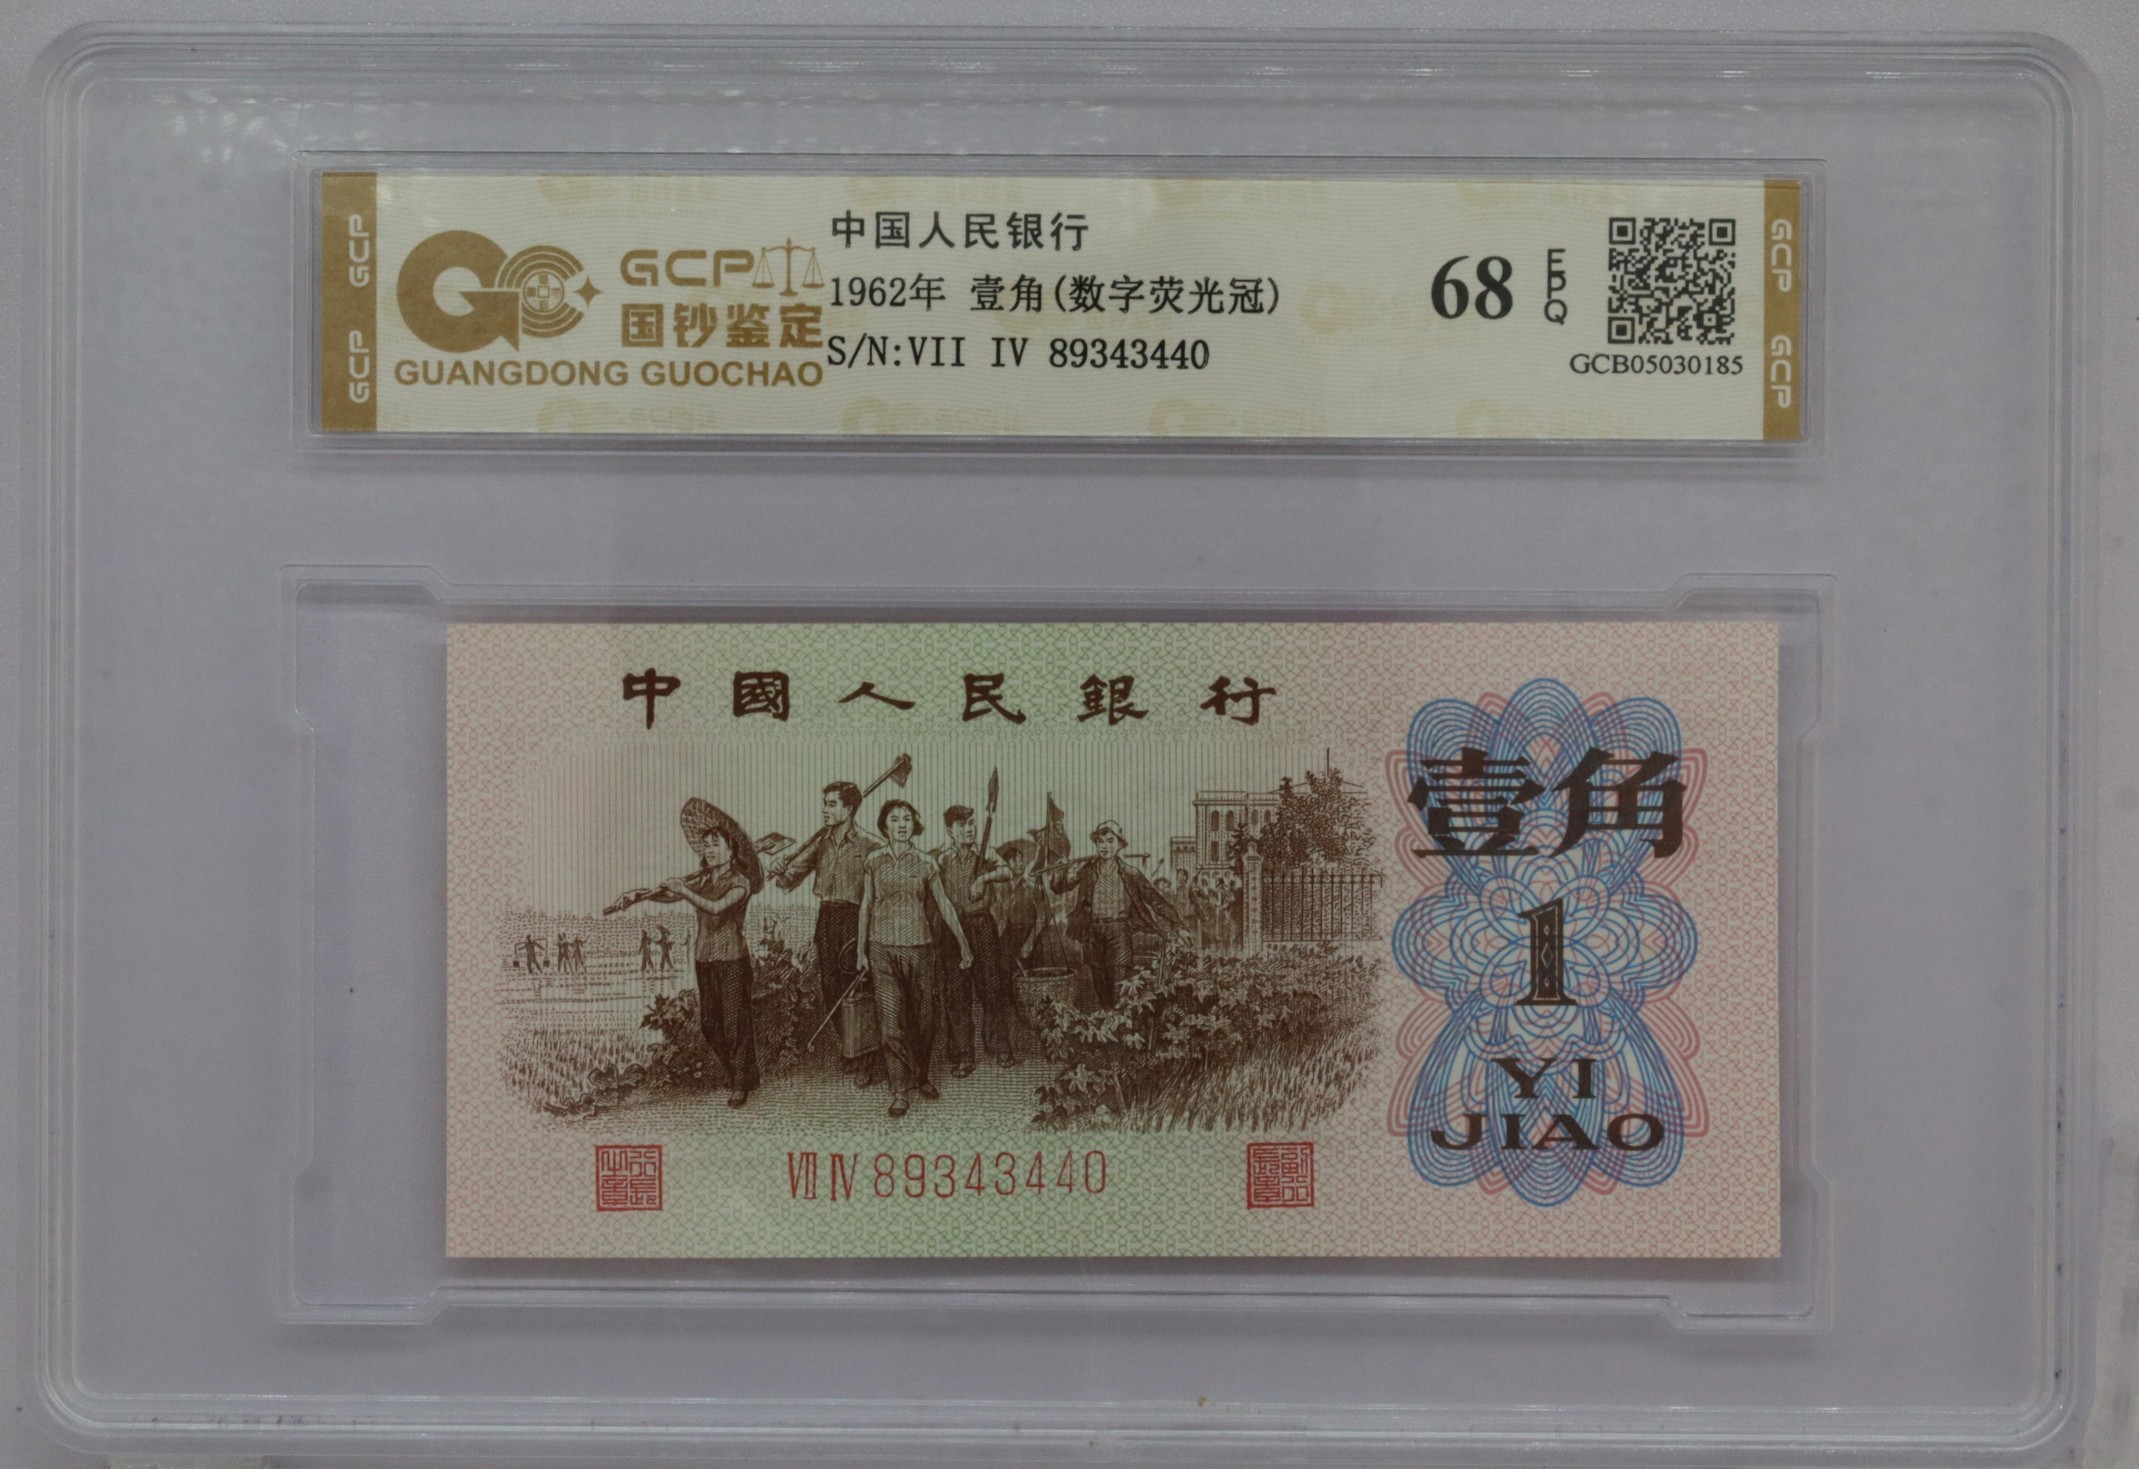 GCP
GCP
GCP
国钞鉴定
GUANGDONG GUOCHAO
中国人民银行
1962年 壹角(数字荧光冠)
S/N:VII IV 89343440
68
EPQ
GCB05030185
GCP
GCP
中國人民銀行
壹角
1
YI
JIAO
VII IV 89343440